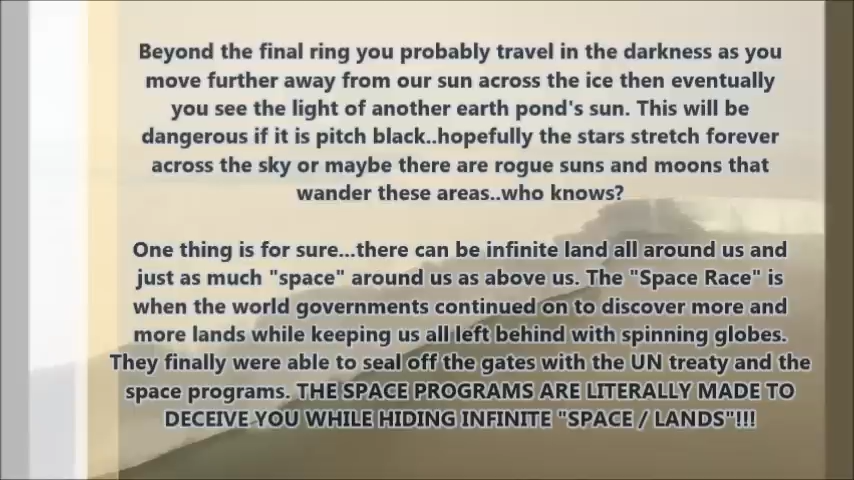 Beyond the final ring you probably travel in the darkness as you
move further away from our sun across the ice then eventually
you see the light of another earth pond's sun. This will be
dangerous if it is pitch black..hopefully the stars stretch forever
across the sky or maybe there are rogue suns and moons that
wander these areas..who knows?
One thing is for sure...there can be infinite land all around us and
just as much "space" around us as above us. The "Space Race" is
when the world governments continued on to discover more and
more lands while keeping us all left behind with spinning globes.
They finally were able to seal off the gates with the UN treaty and the
space programs. THE SPACE PROGRAMS ARE LITERALLY MADE TO
DECEIVE YOU WHILE HIDING INFINITE "SPACE / LANDS"!!!